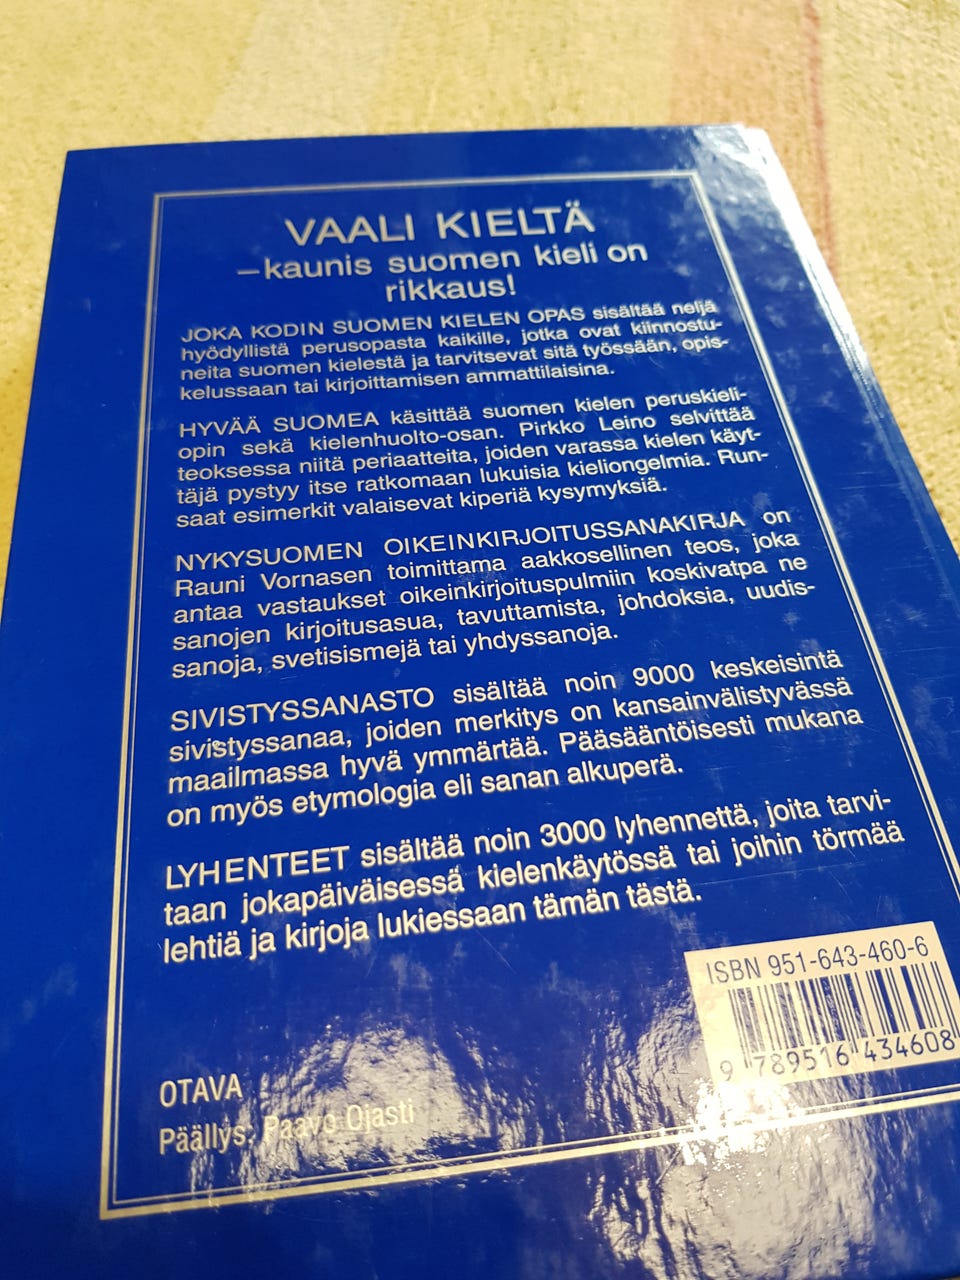 VAALI KIELTÄ
–kaunis suomen kieli on
rikkaus!
JOKA KODIN SUOMEN KIELEN OPAS sisältää neljä
hyödyllistä perusopasta kaikille, jotka ovat kiinnostu-
neita suomen kielestä ja tarvitsevat sitä työssään, opis-
kelussaan tai kirjoittamisen ammattilaisina.
HYVÄÄ SUOMEA käsittää suomen kielen peruskieli-
opin sekä kielenhuolto-osan. Pirkko Leino selvittää
teoksessa niitä periaatteita, joiden varassa kielen käyt-
täjä pystyy itse ratkomaan lukuisia kieliongelmia. Run-
saat esimerkit valaisevat kiperiä kysymyksiä.
NYKYSUOMEN OIKEINKIRJOITUSSANAKIRJA on
Rauni Vornasen toimittama aakkosellinen teos, joka
antaa vastaukset oikeinkirjoituspulmiin koskivatpa ne
sanojen kirjoitusasua, tavuttamista, johdoksia, uudis-
sanoja, svetisismejä tai yhdyssanoja.
SIVISTYSSANASTO sisältää noin 9000 keskeisintä
sivistyssanaa, joiden merkitys on kansainvälistyvässä
maailmassa hyvä ymmärtää. Pääsääntöisesti mukana
on myös etymologia eli sanan alkuperä.
LYHENTEET sisältää noin 3000 lyhennettä, joita tarvi-
taan jokapäiväisessä kielenkäytössä tai joihin törmää
lehtiä ja kirjoja lukiessaan tämän tästä.
ISBN 951-643-460-6
9 789516 434608
OTAVA
Päällys: Paavo Ojasti